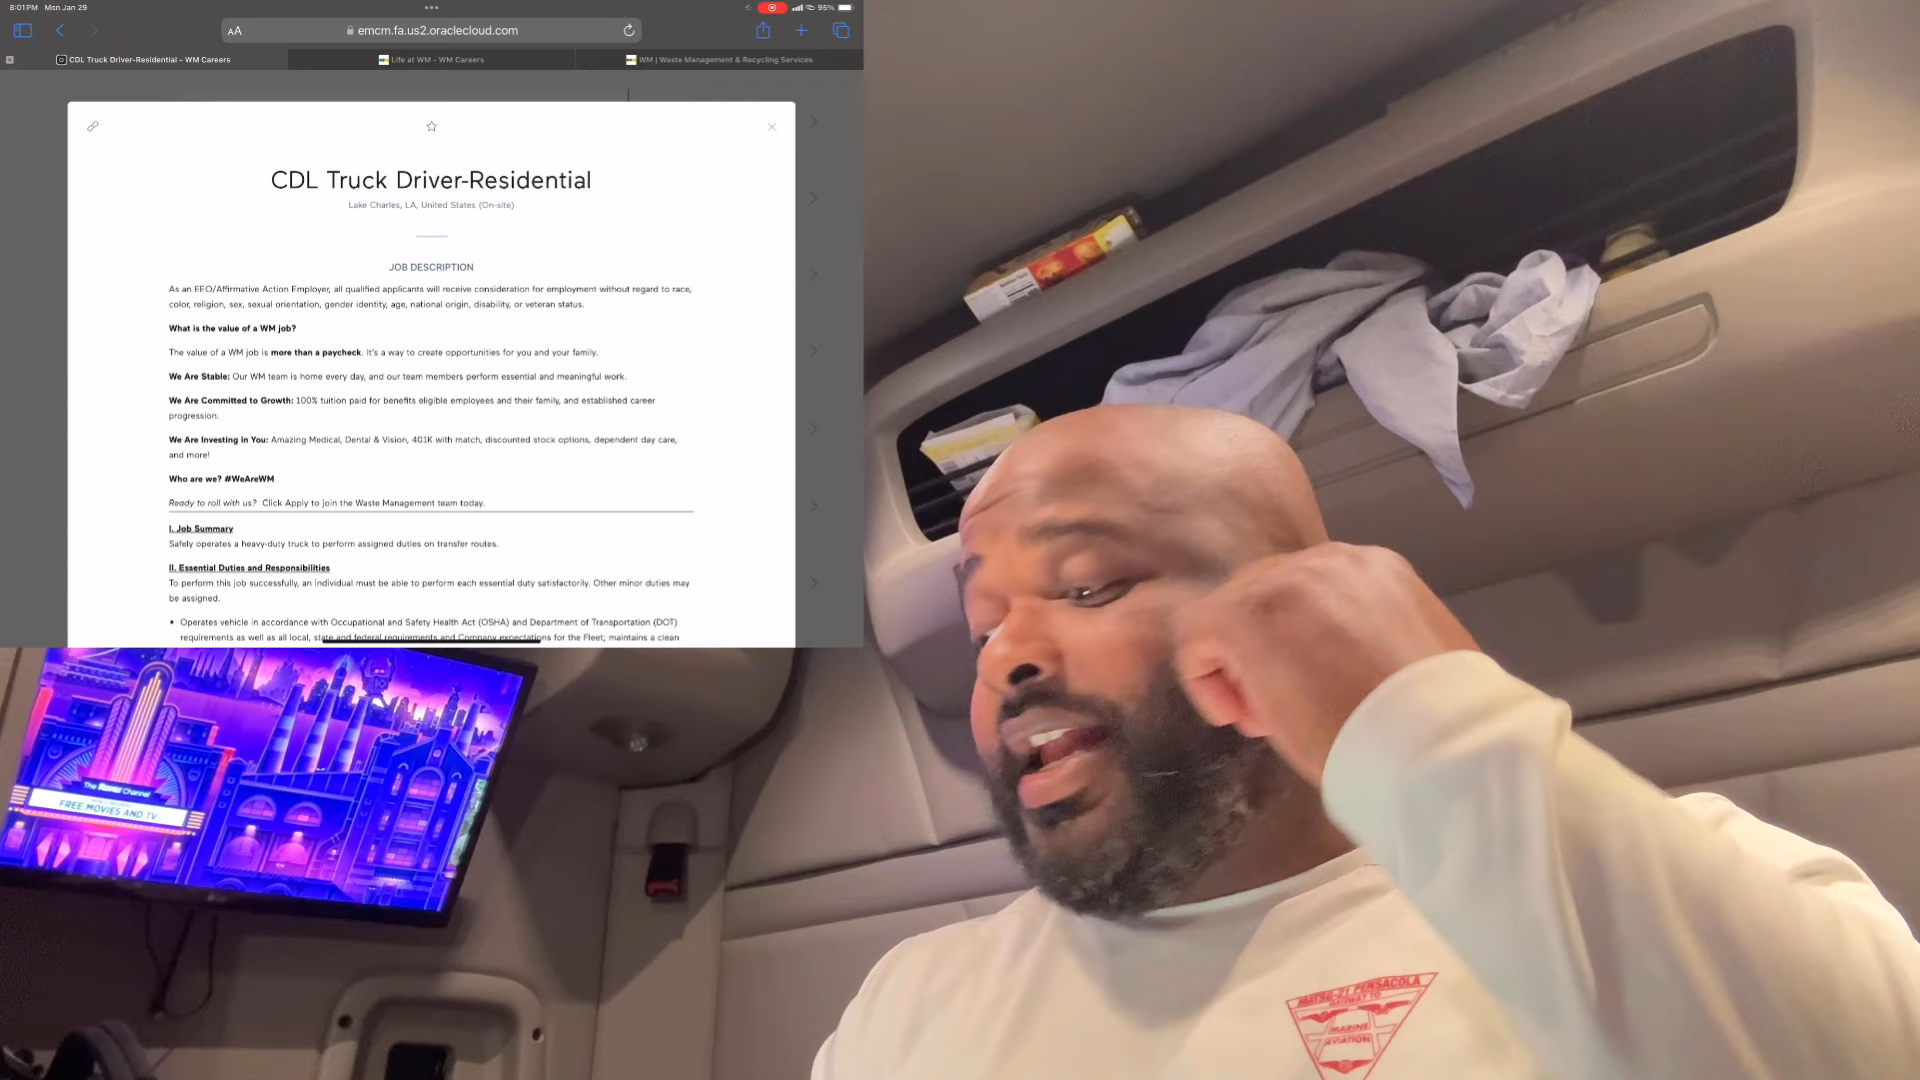 8:01PM Mon Jan 29
95%
AA
emcm.fa.us2.oraclecloud.com
CDL Truck Driver-Residential - WM Careers
Life at WM - WM Careers
WM | Waste Management & Recycling Services
CDL Truck Driver-Residential
Lake Charles, LA, United States (On-site)
JOB DESCRIPTION
As an EEO/Affirmative Action Employer, all qualified applicants will receive consideration for employment without regard to race,
color, religion, sex, sexual orientation, gender identity, age, national origin, disability, or veteran status.
What is the value of a WM job?
The value of a WM job is more than a paycheck. It's a way to create opportunities for you and your family.
We Are Stable: Our WM team is home every day, and our team members perform essential and meaningful work.
We Are Committed to Growth: 100% tuition paid for benefits eligible employees and their family, and established career
progression.
We Are Investing in You: Amazing Medical, Dental & Vision, 401K with match, discounted stock options, dependent day care,
and more!
Who are we? #WeAreWM
Ready to roll with us? Click Apply to join the Waste Management team today.
I. Job Summary
Safely operates a heavy-duty truck to perform assigned duties on transfer routes.
II. Essential Duties and Responsibilities
To perform this job successfully, an individual must be able to perform each essential duty satisfactorily. Other minor duties may
be assigned.
• Operates vehicle in accordance with Occupational and Safety Health Act (OSHA) and Department of Transportation (DOT)
requirements as well as all local, state and federal requirements and Company expectations for the Fleet; maintains a clean
The Roku Channel
FREE MOVIES AND TV
LG
MATSG-21 PENSACOLA
GATEWAY TO
MARINE
AVIATION